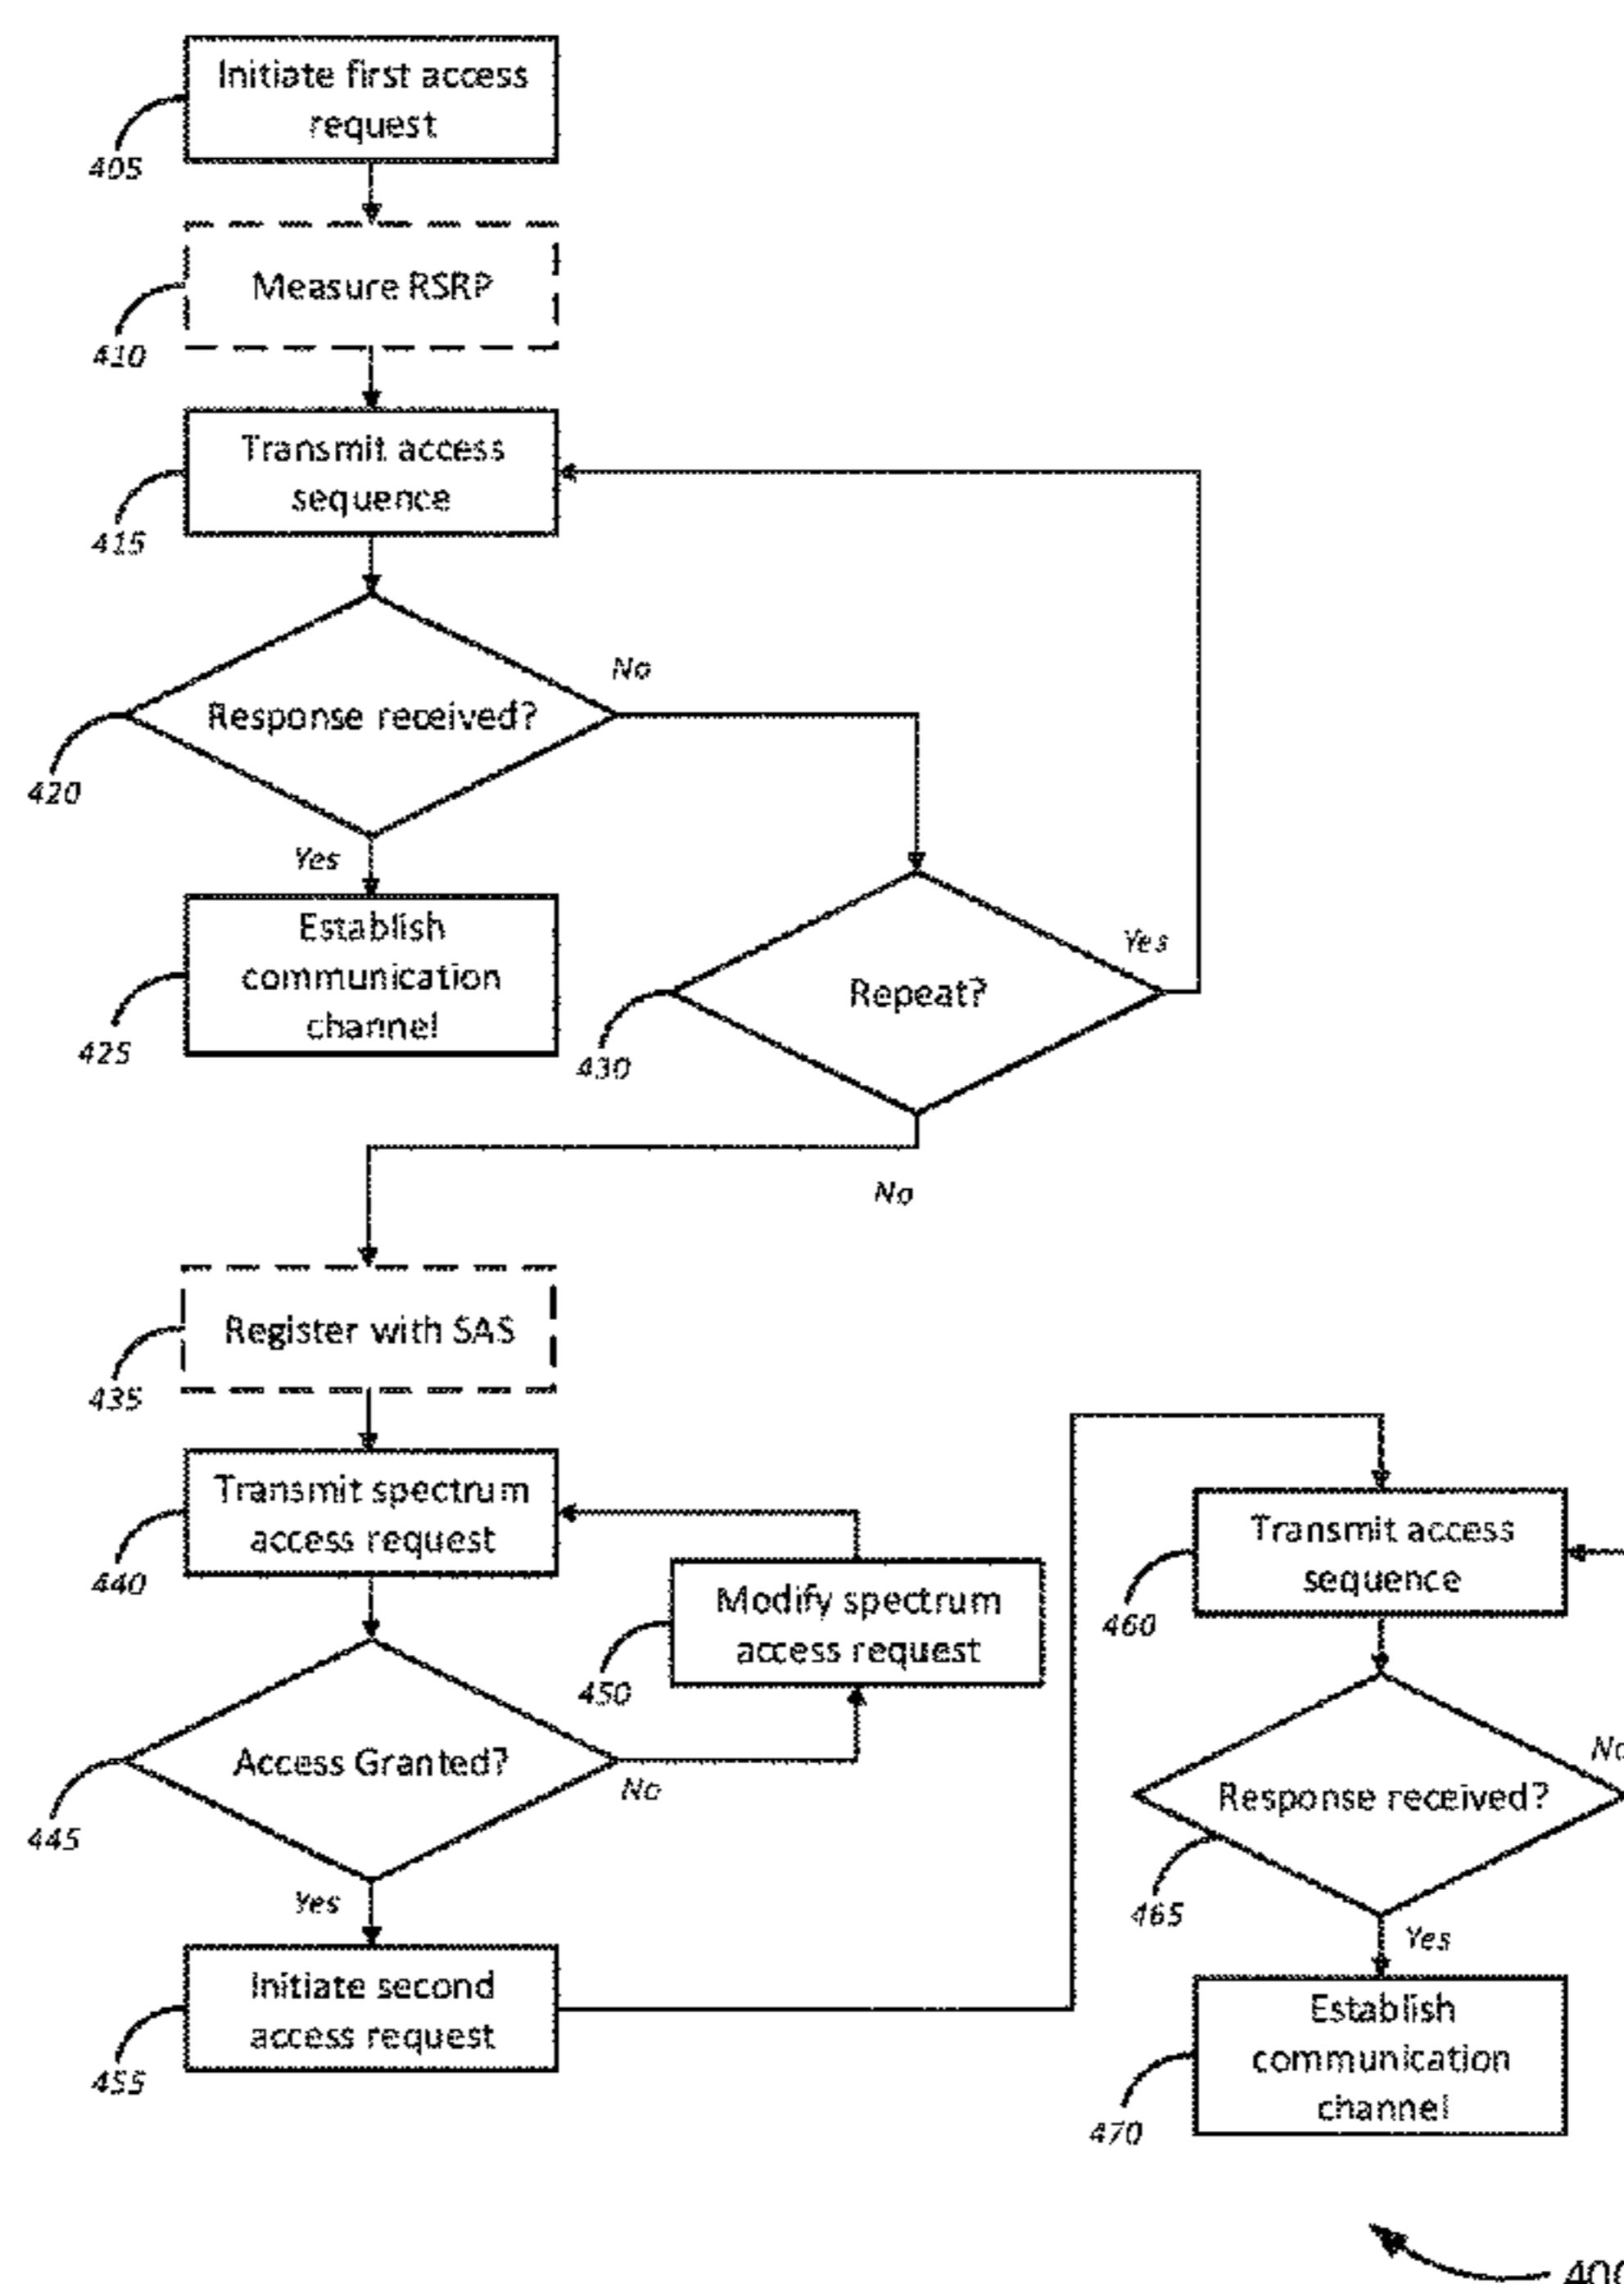 Initiate first access
request
405
Measure RSRP
410
Transmit access
sequence
415
No
Response received?
420
Yes
Establish
communication
channel
425
Yes
Repeat?
430
No
Register with SAS
435
Transmit spectrum
access request
440
Modify spectrum
access request
450
Access Granted?
No
445
Yes
Initiate second
access request
455
Transmit access
sequence
460
No
Response received?
465
Yes
Establish
communication
channel
470
400